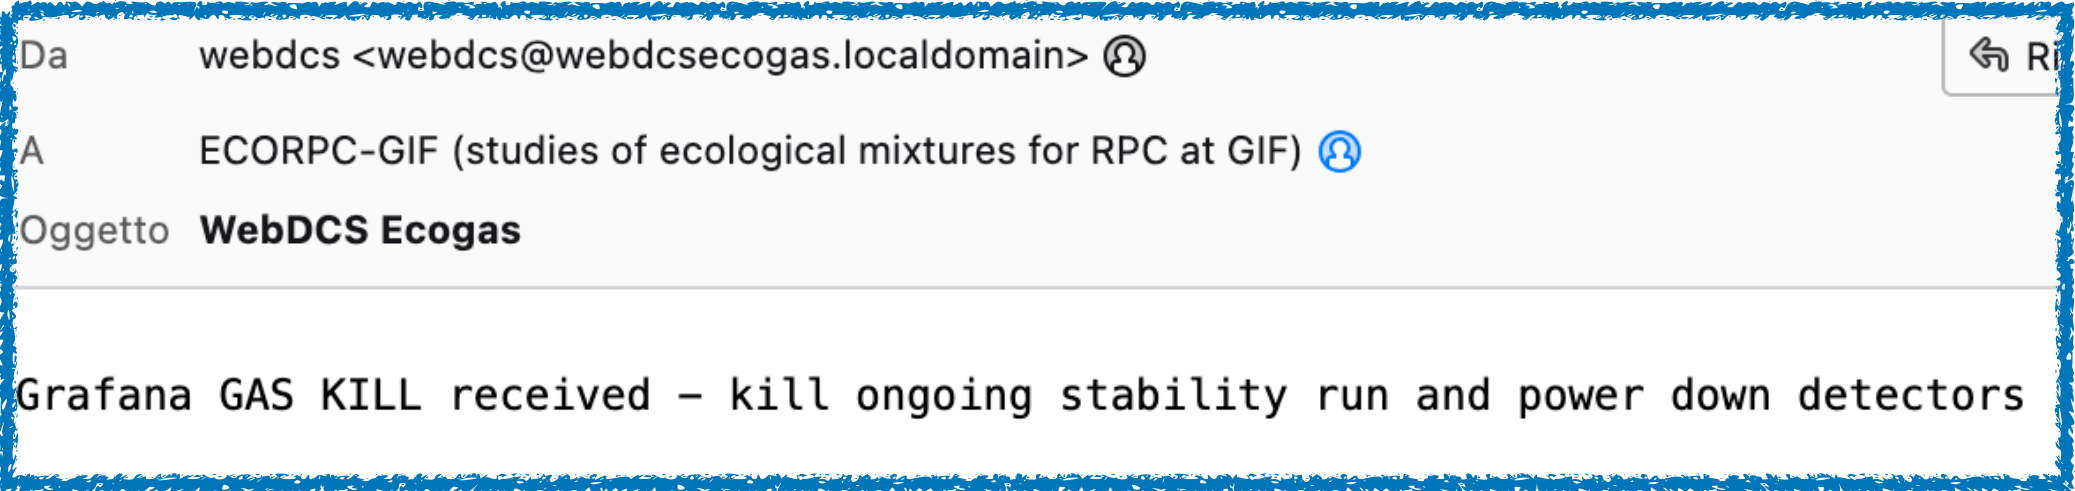 Da webdcs <webdcs@webdcsecogas.localdomain> Ri
A ECORPC-GIF (studies of ecological mixtures for RPC at GIF)
Oggetto WebDCS Ecogas
Grafana GAS KILL received – kill ongoing stability run and power down detectors